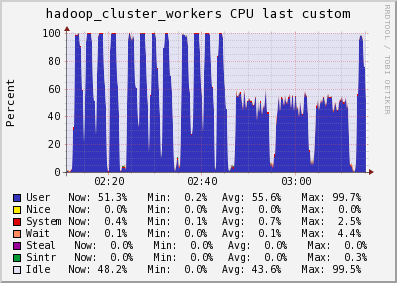 hadoop_cluster_workers CPU last custom
RRDTOOL / TOBI OETIKER
Percent
100
80
60
40
20
0
02:20 02:40 03:00
User Now: 51.3% Min: 0.2% Avg: 55.6% Max: 99.7%
Nice Now: 0.0% Min: 0.0% Avg: 0.0% Max: 0.0%
System Now: 0.4% Min: 0.1% Avg: 0.7% Max: 2.5%
Wait Now: 0.1% Min: 0.0% Avg: 0.1% Max: 4.4%
Steal Now: 0.0% Min: 0.0% Avg: 0.0% Max: 0.0%
Sintr Now: 0.0% Min: 0.0% Avg: 0.0% Max: 0.3%
Idle Now: 48.2% Min: 0.0% Avg: 43.6% Max: 99.5%